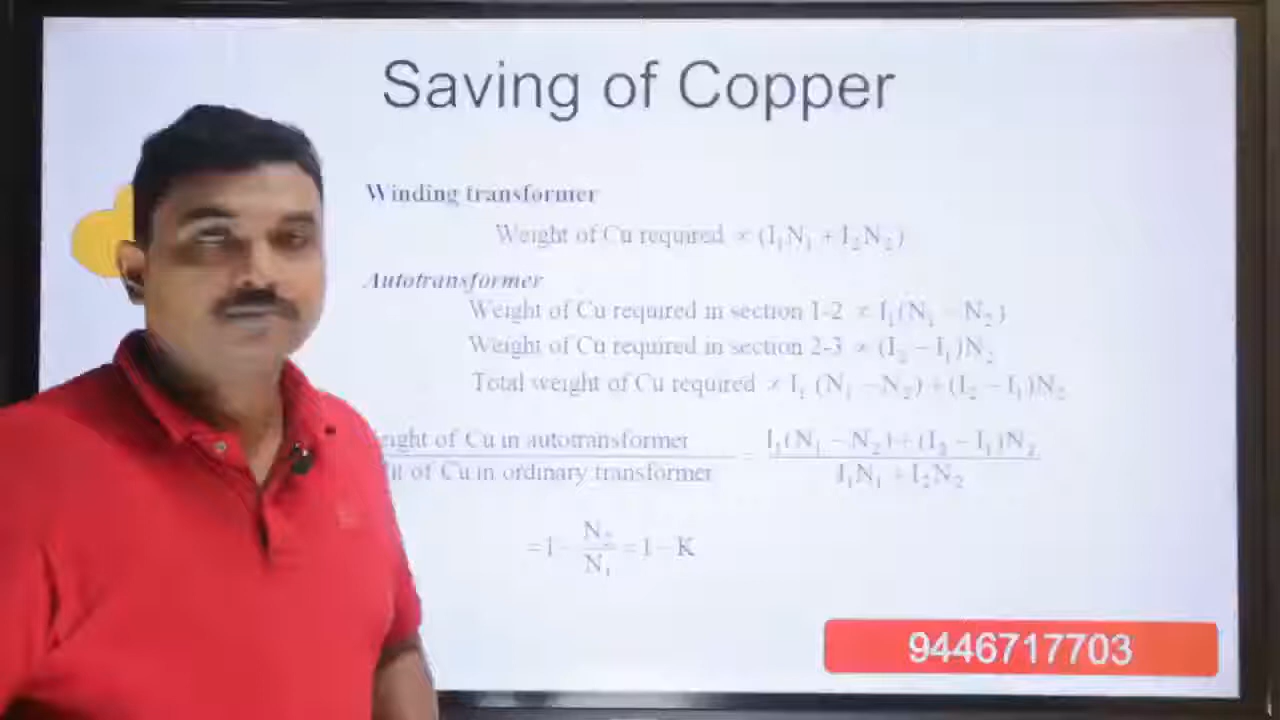 Saving of Copper
Winding transformer
Weight of Cu required ∝ (I₁N₁ + I₂N₂)
Autotransformer
Weight of Cu required in section 1-2 ∝ I₁(N₁ − N₂)
Weight of Cu required in section 2-3 ∝ (I₂ − I₁)N₂
Total weight of Cu required ∝ I₁ (N₁ − N₂) + (I₂ − I₁)N₂
eight of Cu in autotransformer / ht of Cu in ordinary transformer = I₁(N₁ − N₂) + (I₂ − I₁)N₂ / I₁N₁ + I₂N₂
= 1 − N₂/N₁ = 1 − K
9446717703